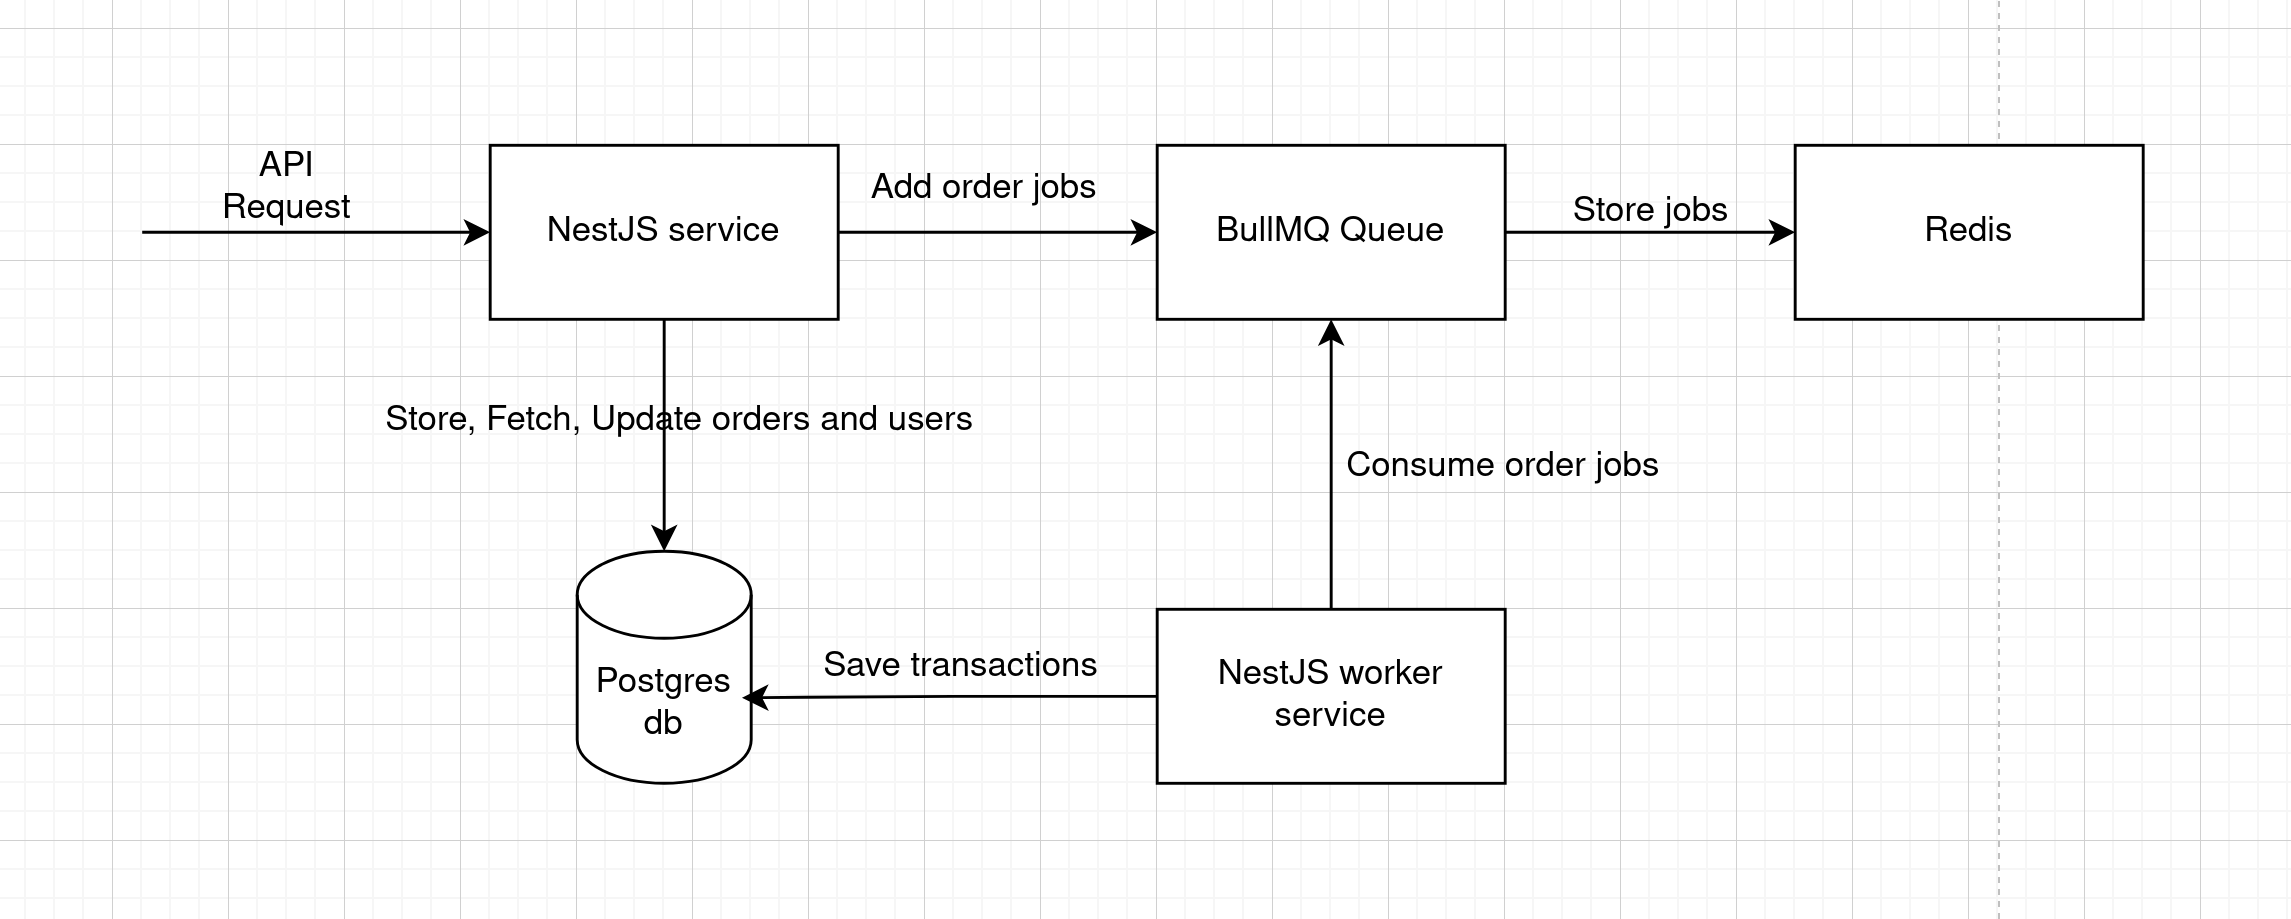 API
Request
NestJS service
Add order jobs
BullMQ Queue
Store jobs
Redis
Store, Fetch, Update orders and users
Consume order jobs
Postgres
db
Save transactions
NestJS worker
service